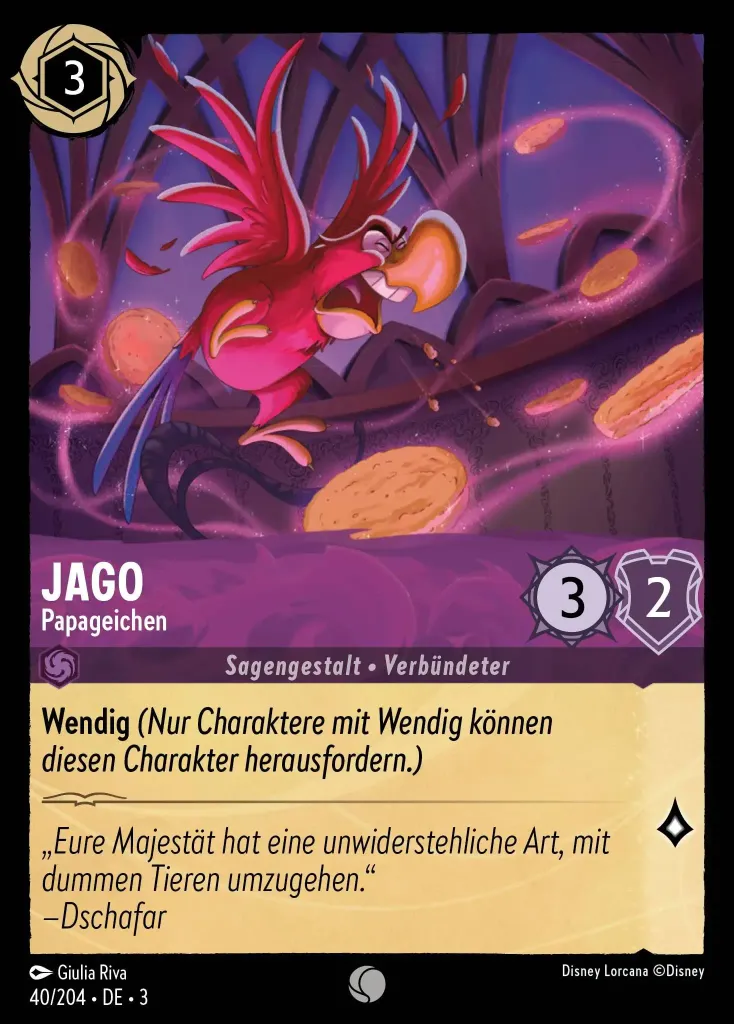 3
JAGO
Papageichen
3
2
Sagengestalt • Verbündeter
Wendig (Nur Charaktere mit Wendig können
diesen Charakter herausfordern.)
„Eure Majestät hat eine unwiderstehliche Art, mit
dummen Tieren umzugehen.“
–Dschafar
Giulia Riva
Disney Lorcana ©Disney
40/204 • DE • 3